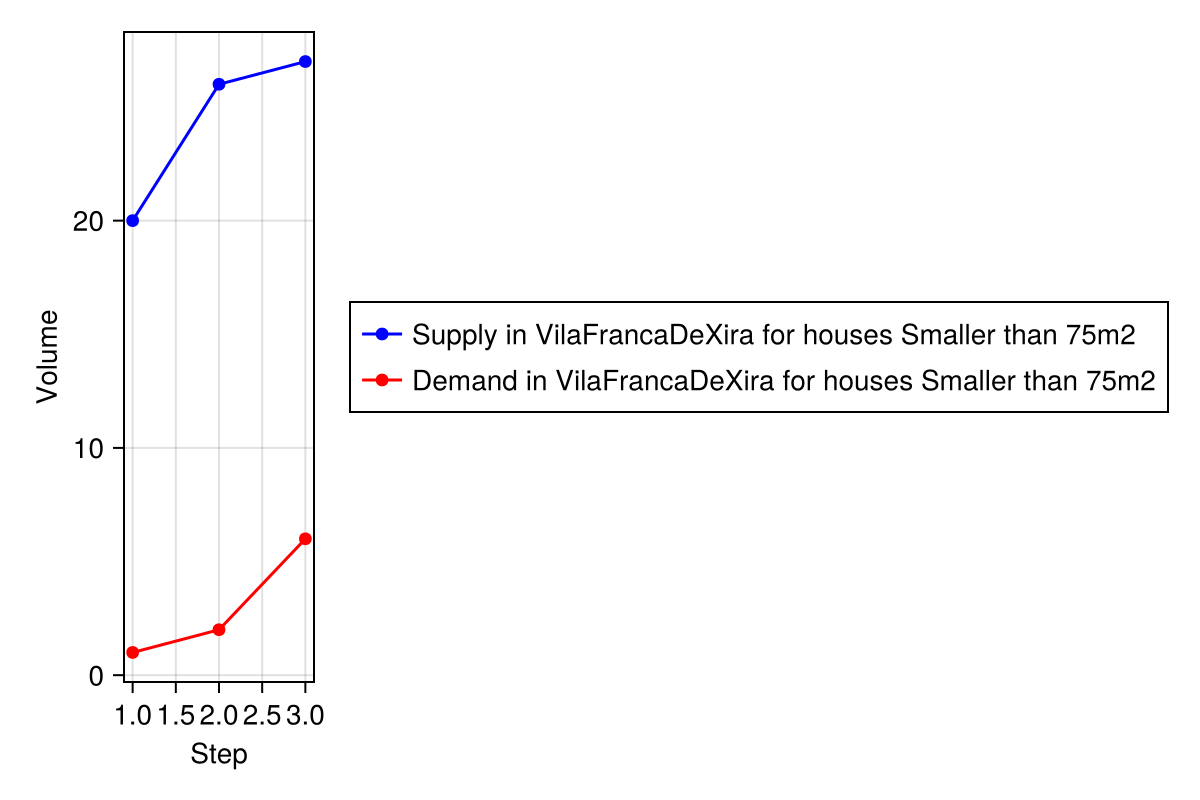 Volume
20
10
0
1.0 1.5 2.0 2.5 3.0
Step
Supply in VilaFrancaDeXira for houses Smaller than 75m2
Demand in VilaFrancaDeXira for houses Smaller than 75m2